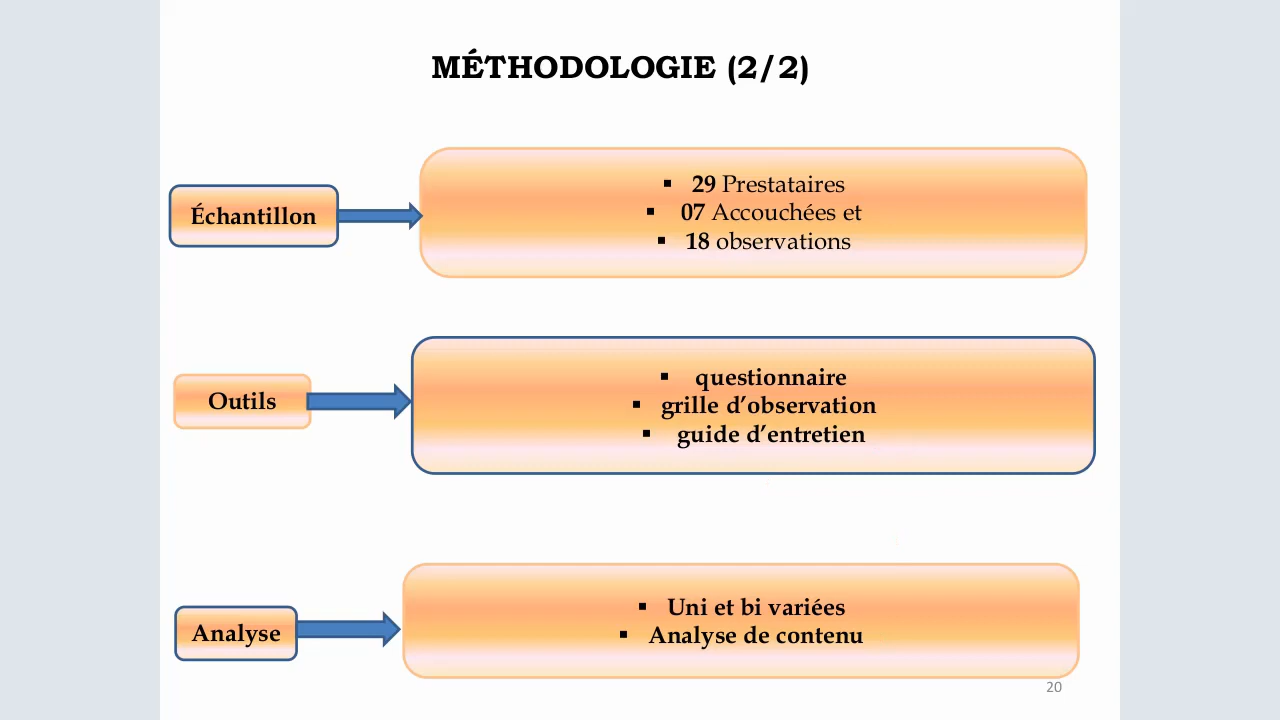 MÉTHODOLOGIE (2/2)
Échantillon
▪ 29 Prestataires
▪ 07 Accouchées et
▪ 18 observations
Outils
▪ questionnaire
▪ grille d’observation
▪ guide d’entretien
Analyse
▪ Uni et bi variées
▪ Analyse de contenu
20